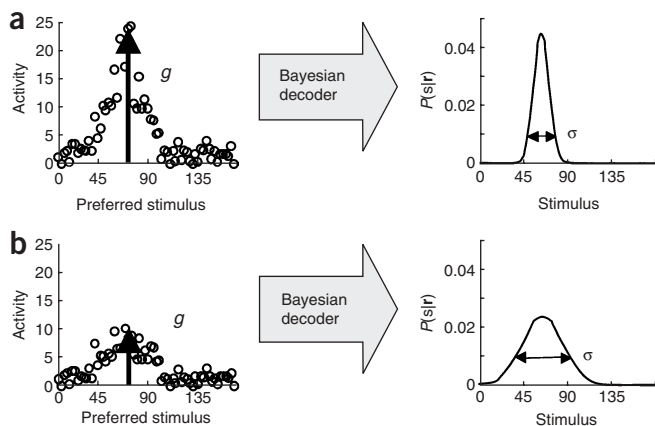 a
Activity
25
20
15
10
5
0
0 45 90 135
Preferred stimulus
g
Bayesian
decoder
P(s|r)
0.04
0.02
0
0 45 90 135
Stimulus
σ
b
Activity
25
20
15
10
5
0
0 45 90 135
Preferred stimulus
g
Bayesian
decoder
P(s|r)
0.04
0.02
0
0 45 90 135
Stimulus
σ